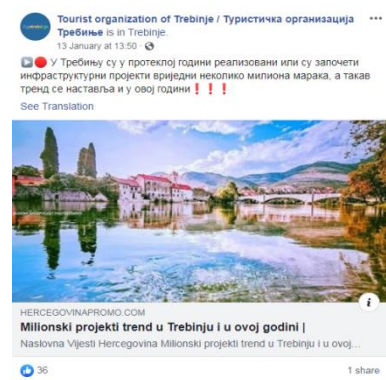 Tourist organization of Trebinje / Туристичка организација
Требиње is in Trebinje.
13 January at 13:50 ·
У Требињу су у протеклој години реализовани или су започети
инфраструктурни пројекти вриједни неколико милиона марака, а такав
тренд се наставља и у овој години❗❗❗
See Translation
HERCEGOVINAPROMO.COM
Milionski projekti trend u Trebinju i u ovoj godini |
Naslovna Vijesti Hercegovina Milionski projekti trend u Trebinju i u ovoj...
36
1 share